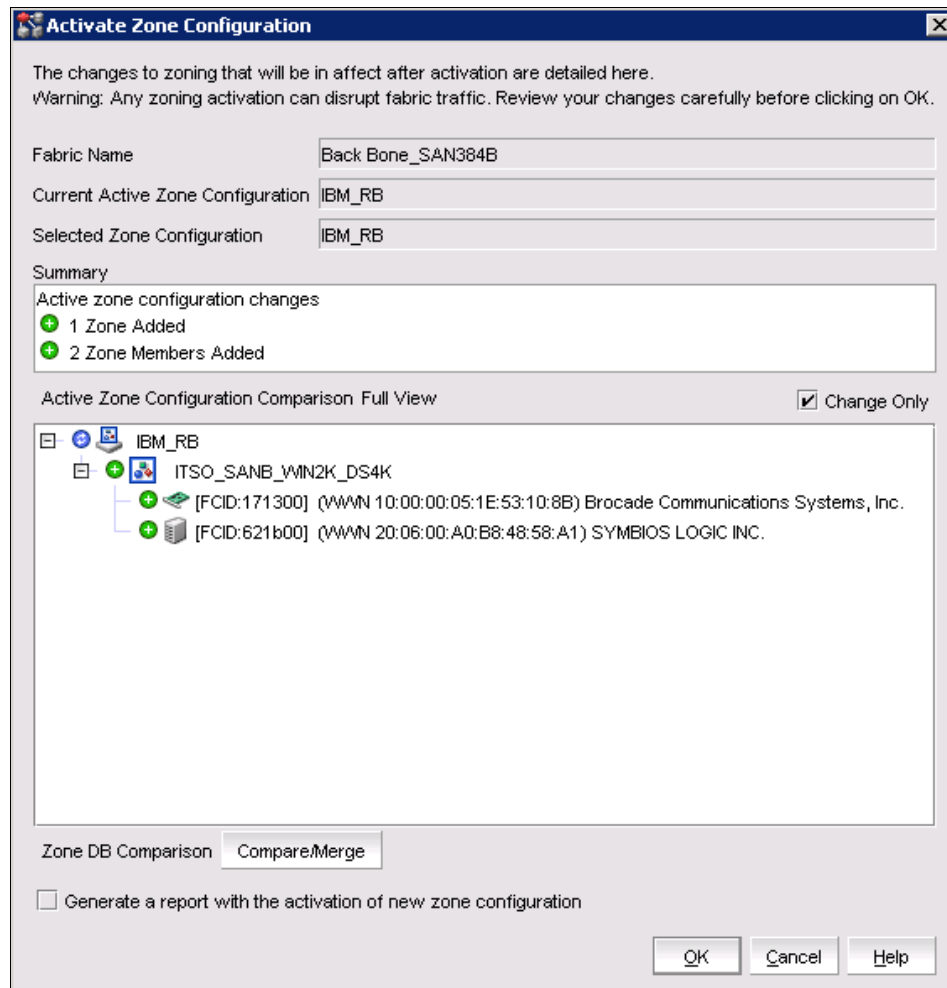 Activate Zone Configuration
The changes to zoning that will be in affect after activation are detailed here.
Warning: Any zoning activation can disrupt fabric traffic. Review your changes carefully before clicking on OK.
Fabric Name Back Bone_SAN384B
Current Active Zone Configuration IBM_RB
Selected Zone Configuration IBM_RB
Summary
Active zone configuration changes
1 Zone Added
2 Zone Members Added
Active Zone Configuration Comparison Full View Change Only
IBM_RB
ITSO_SANB_WIN2K_DS4K
[FCID:171300] (WWN 10:00:00:05:1E:53:10:8B) Brocade Communications Systems, Inc.
[FCID:621b00] (WWN 20:06:00:A0:B8:48:58:A1) SYMBIOS LOGIC INC.
Zone DB Comparison Compare/Merge
Generate a report with the activation of new zone configuration
OK Cancel Help